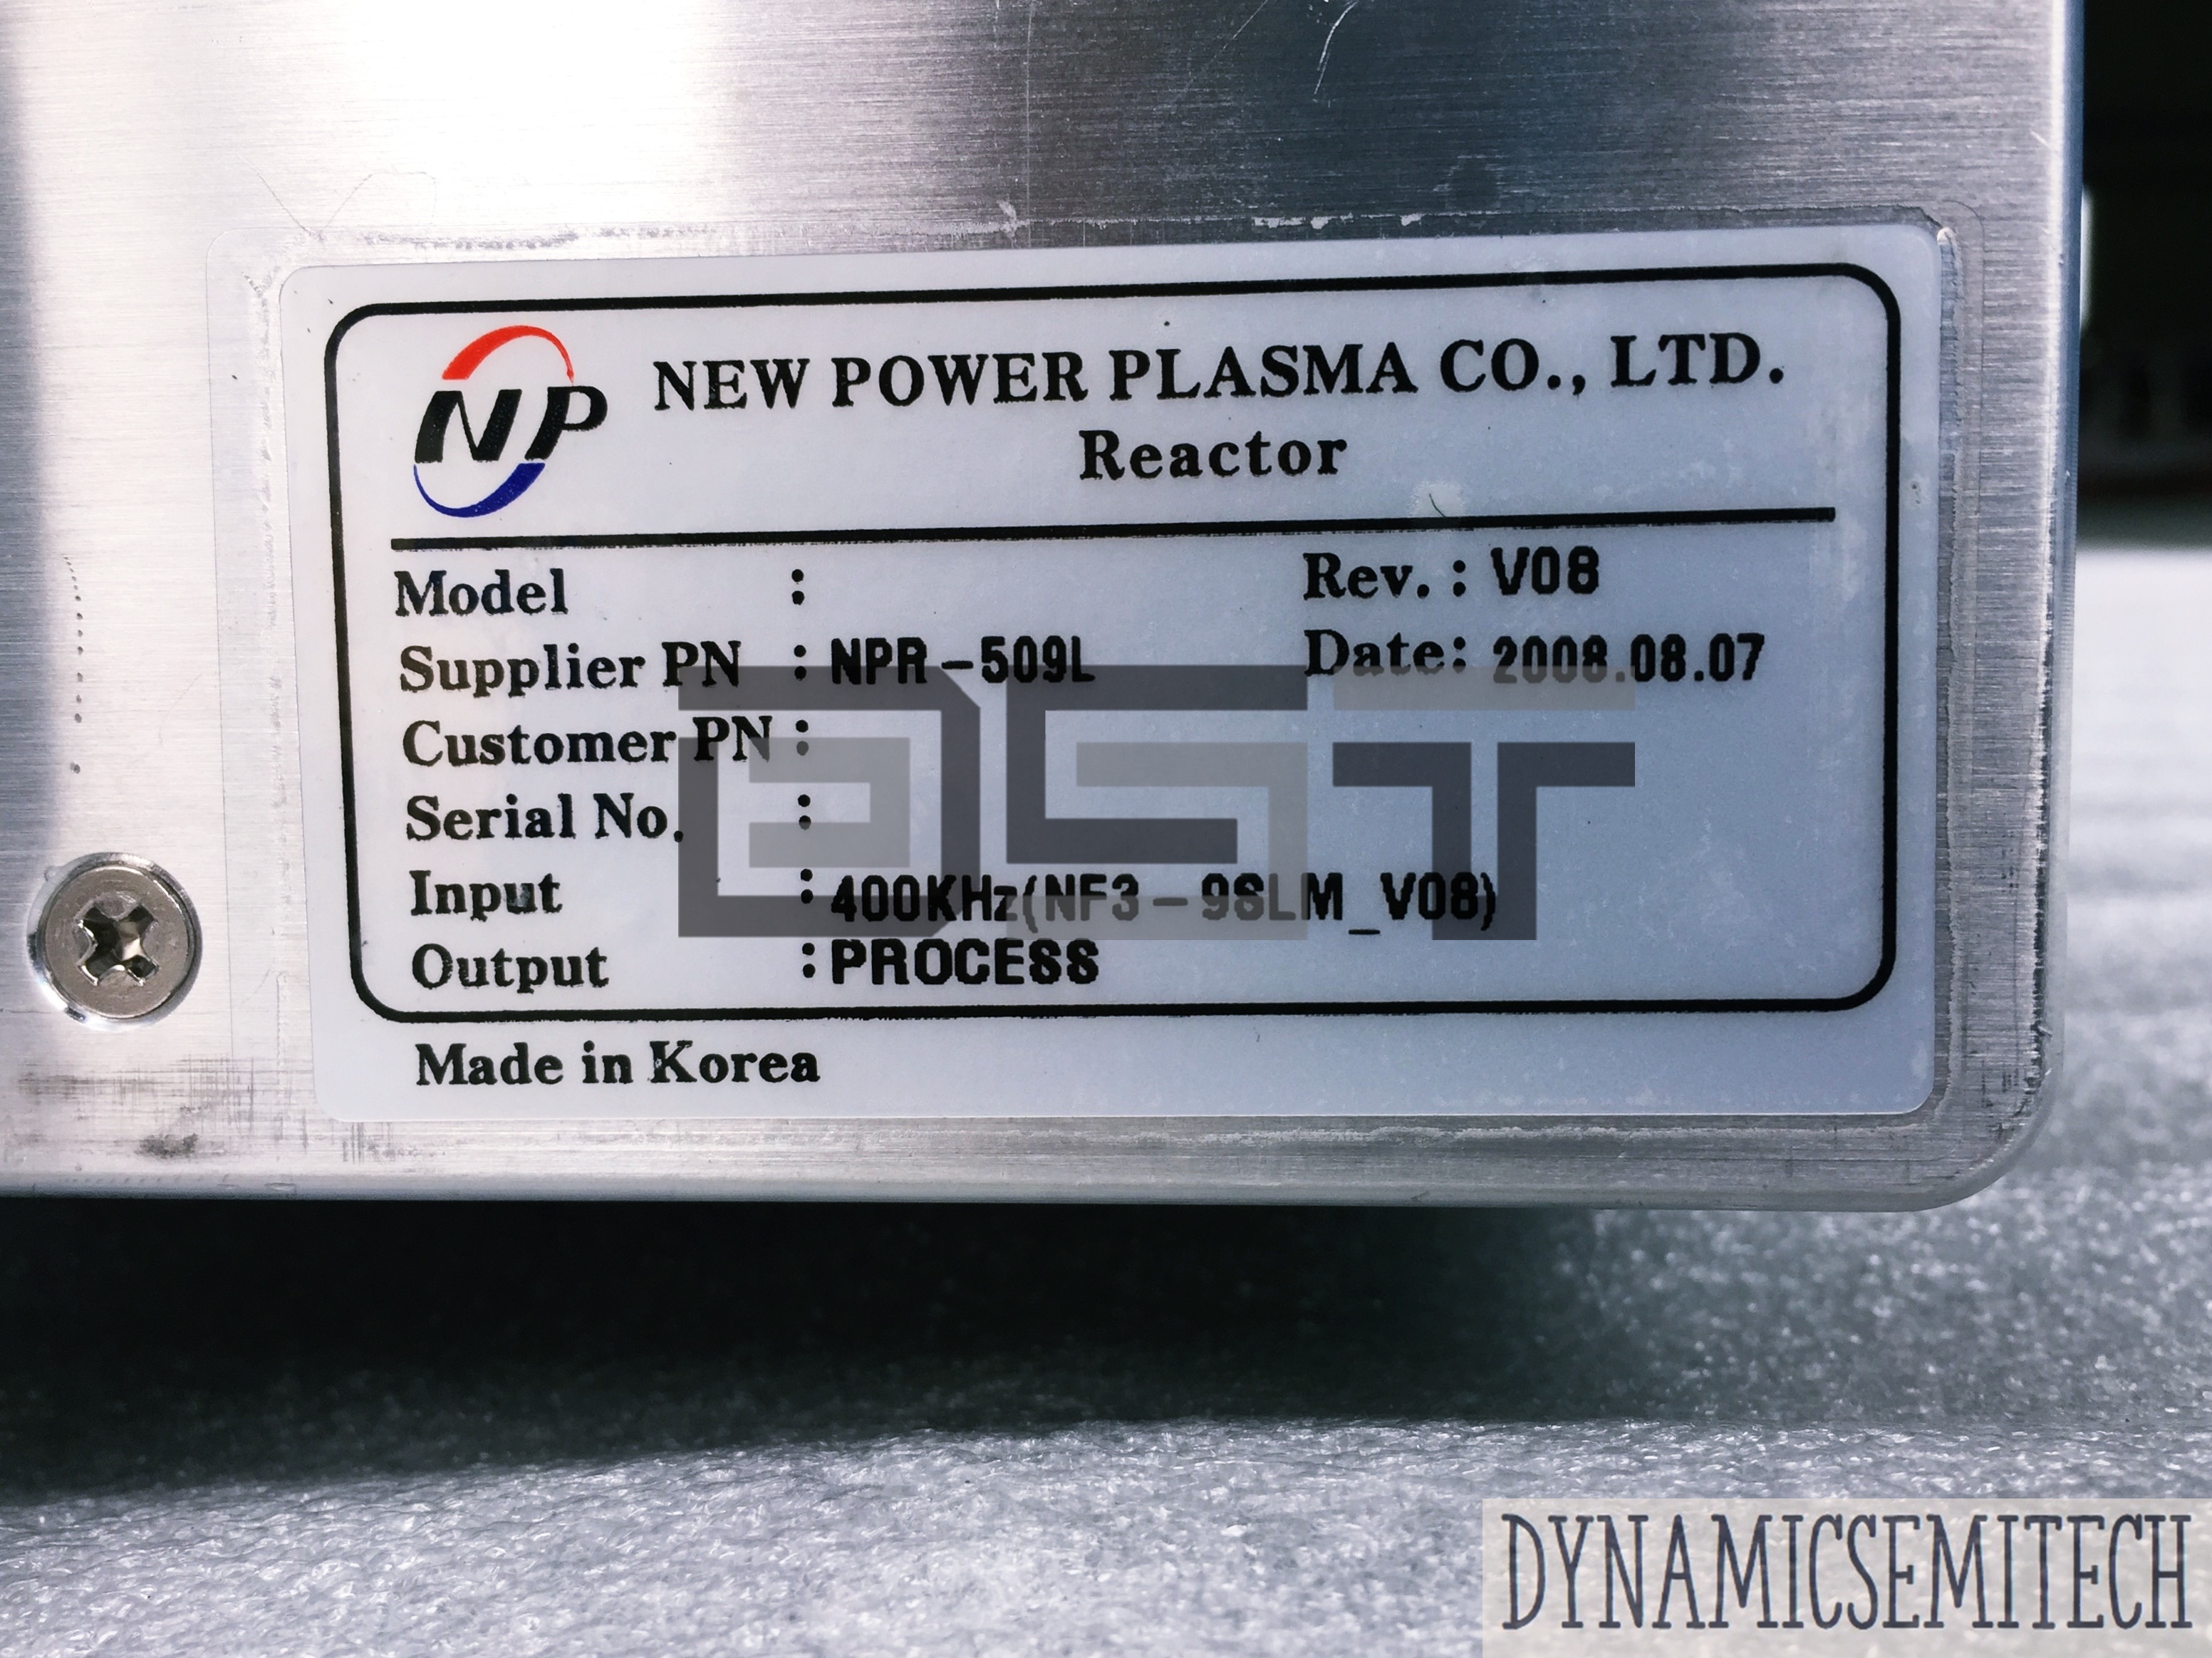 NP NEW POWER PLASMA CO., LTD.
Reactor
Model : Rev. : V08
Supplier PN : NPR-509L Date: 2008.08.07
Customer PN :
Serial No. :
Input : 400KHz(NF3-9SLM_V08)
Output : PROCESS
Made in Korea
DST
DYNAMICSEMITECH